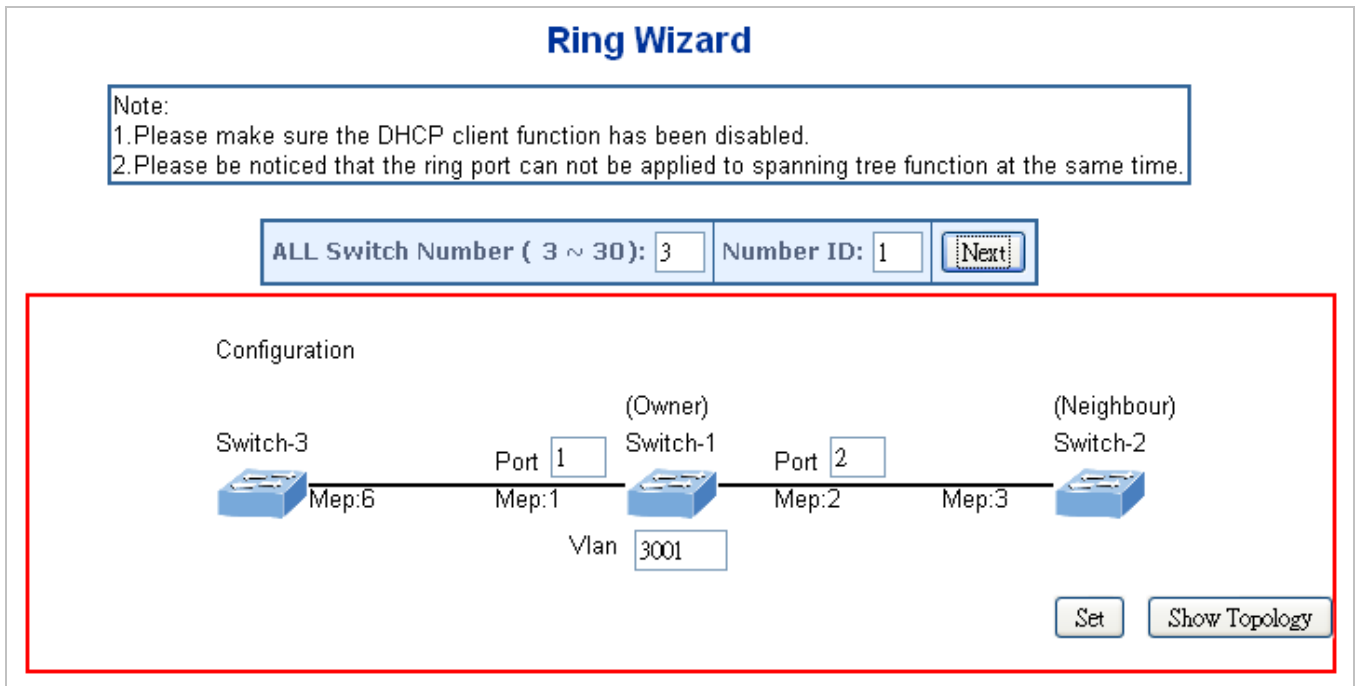 Ring Wizard
Note:
1.Please make sure the DHCP client function has been disabled.
2.Please be noticed that the ring port can not be applied to spanning tree function at the same time.
ALL Switch Number ( 3 ~ 30): 3 Number ID: 1 Next
Configuration
(Owner) (Neighbour)
Switch-3 Port 1 Switch-1 Port 2 Switch-2
Mep:6 Mep:1 Mep:2 Mep:3
Vlan 3001
Set Show Topology